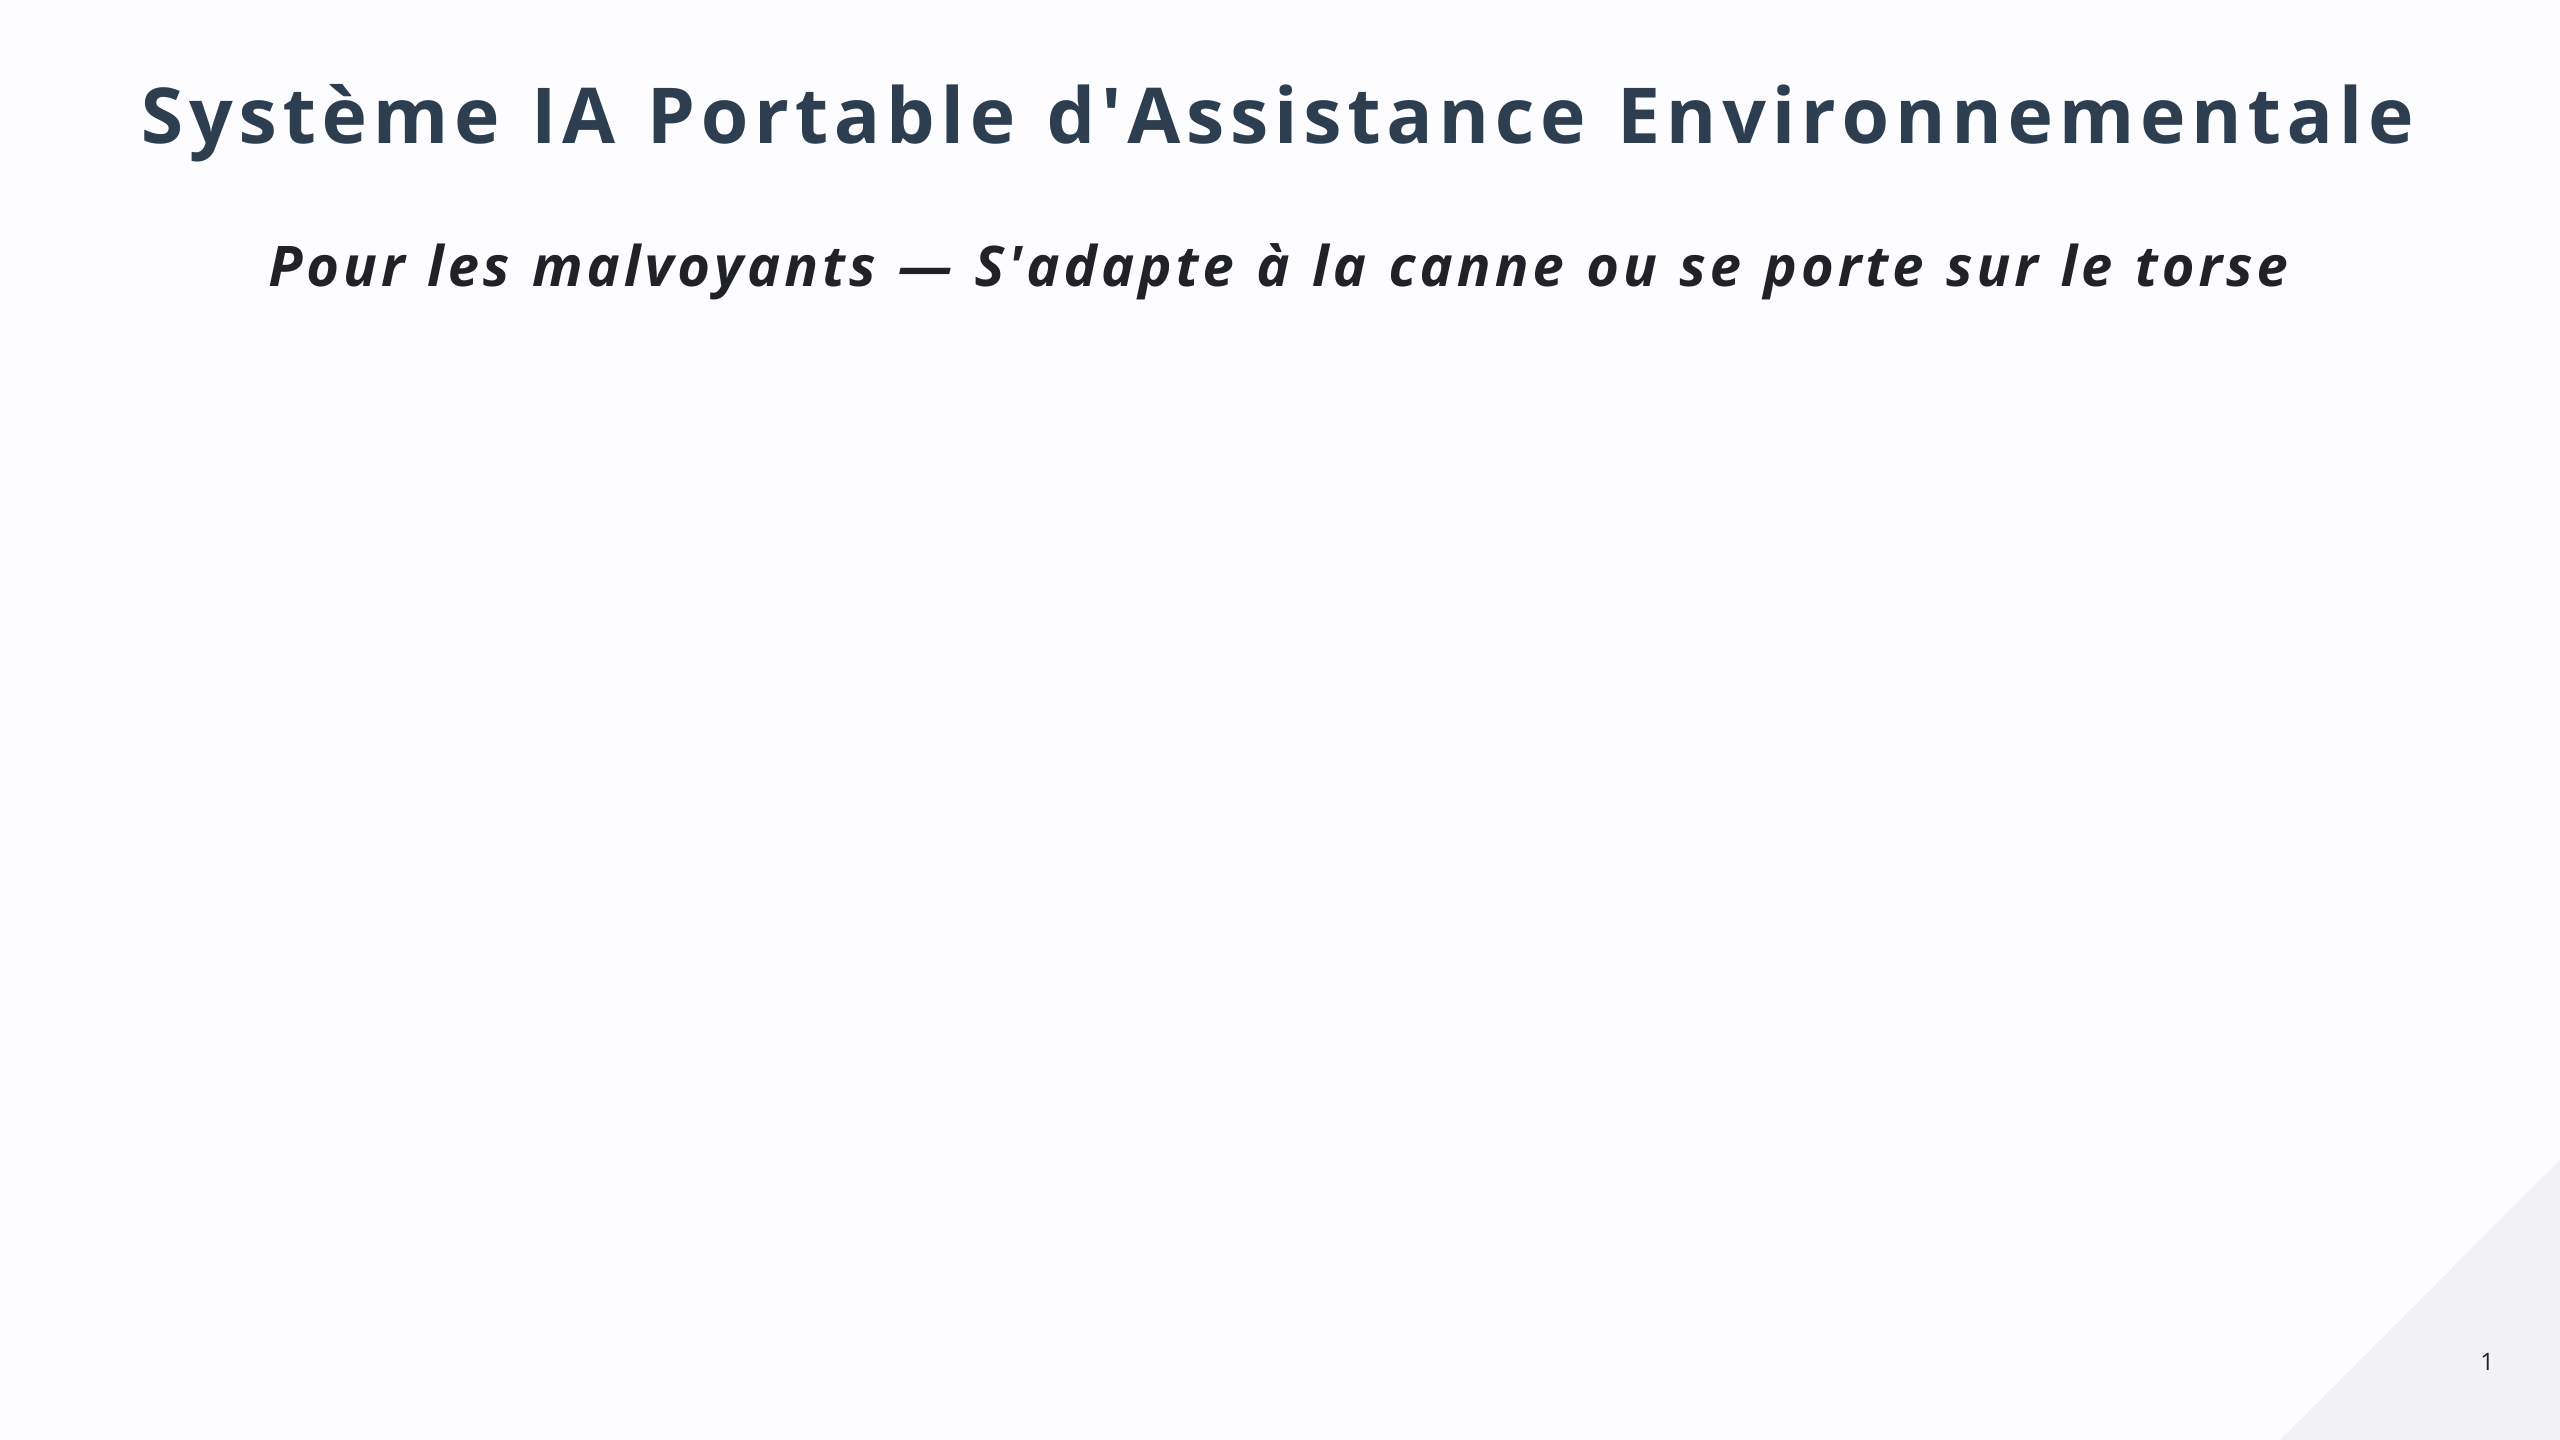 Système IA Portable d'Assistance Environnementale
Pour les malvoyants — S'adapte à la canne ou se porte sur le torse
1